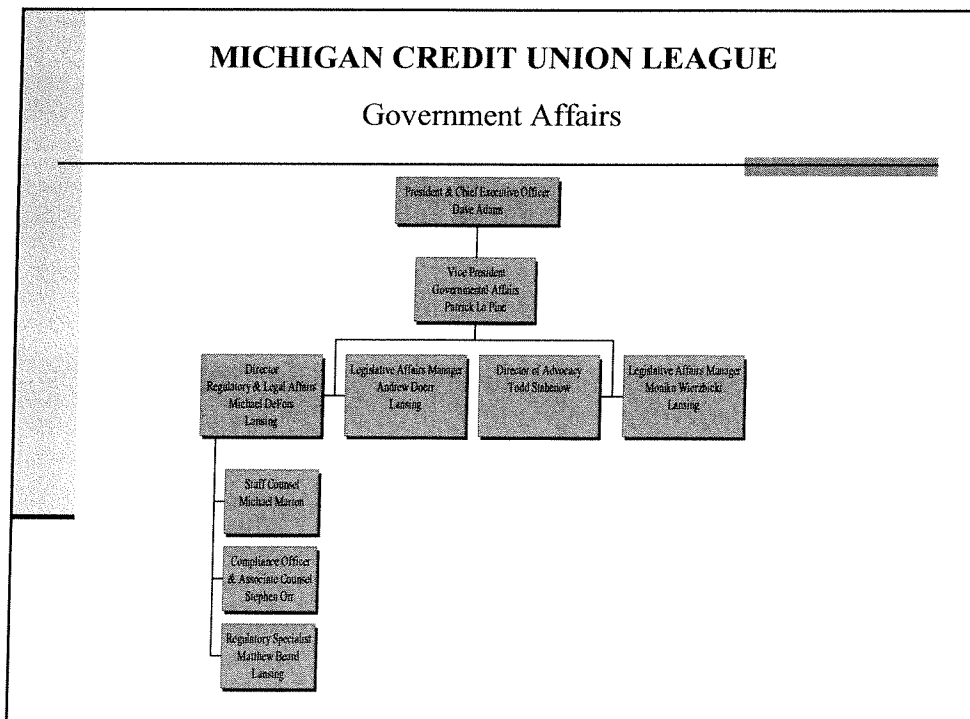 MICHIGAN CREDIT UNION LEAGUE
Government Affairs
President & Chief Executive Officer
Dave Adams
Vice President
Governmental Affairs
Patrick La Pine
Director
Regulatory & Legal Affairs
Michael DeFors
Lansing
Legislative Affairs Manager
Andrew Doerr
Lansing
Director of Advocacy
Todd Stabenow
Legislative Affairs Manager
Monika Wierzbicki
Lansing
Staff Counsel
Michael Marton
Compliance Officer
& Associate Counsel
Stephen Orr
Regulatory Specialist
Matthew Beard
Lansing